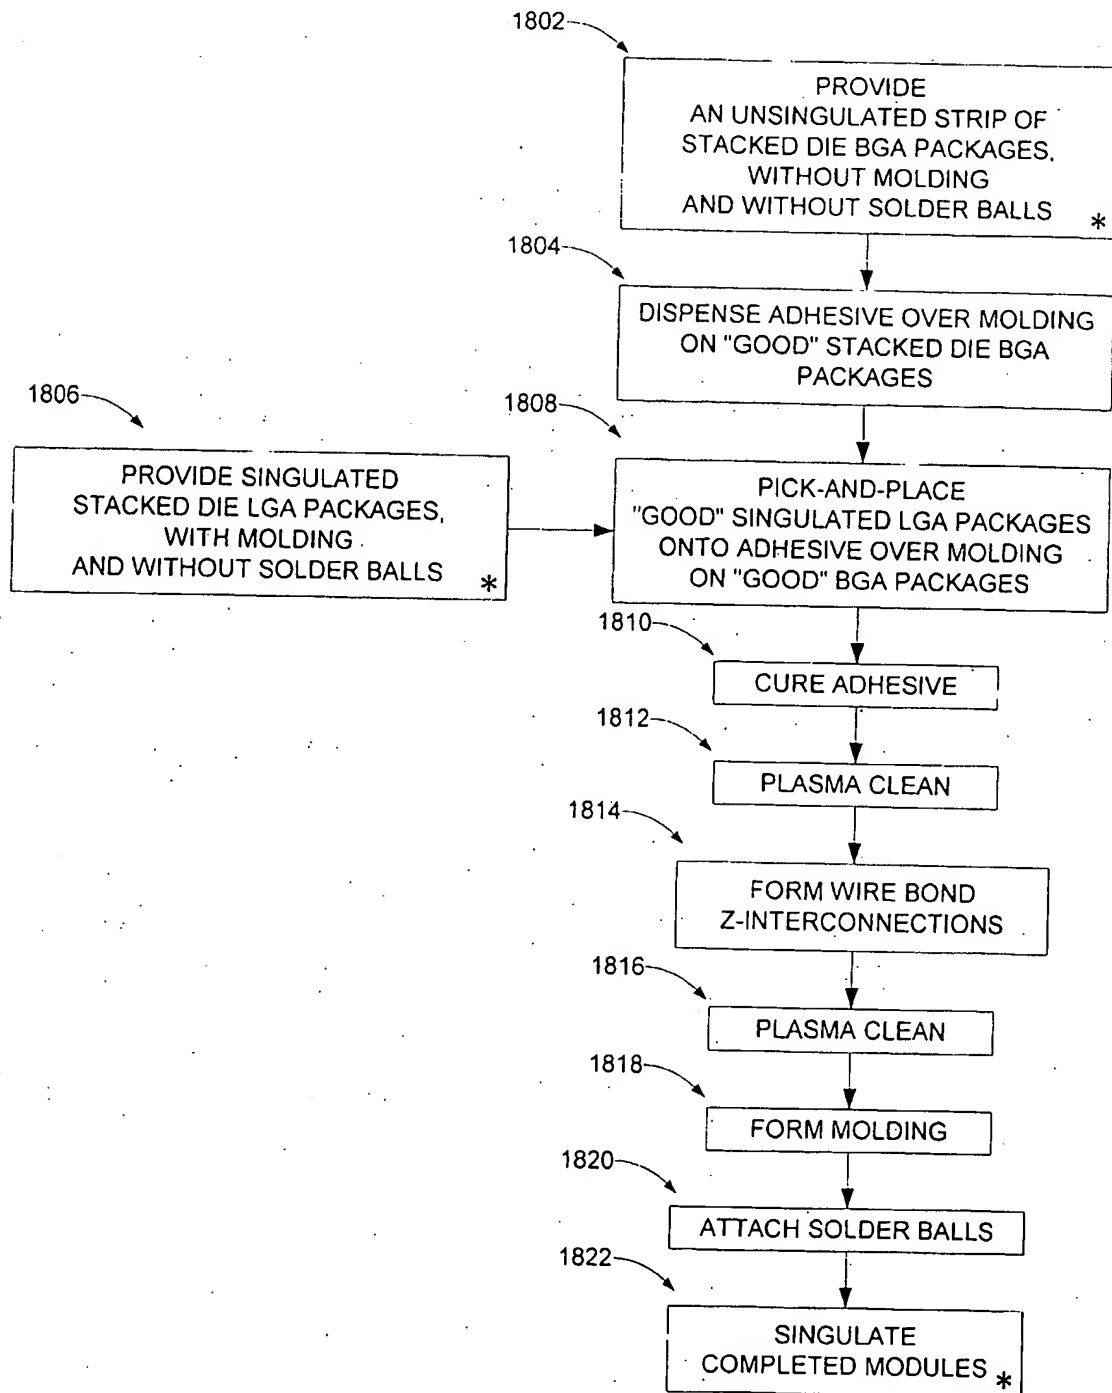 1802
PROVIDE
AN UNSINGULATED STRIP OF
STACKED DIE BGA PACKAGES,
WITHOUT MOLDING
AND WITHOUT SOLDER BALLS *
1804
DISPENSE ADHESIVE OVER MOLDING
ON "GOOD" STACKED DIE BGA
PACKAGES
1806
PROVIDE SINGULATED
STACKED DIE LGA PACKAGES,
WITH MOLDING
AND WITHOUT SOLDER BALLS *
1808
PICK-AND-PLACE
"GOOD" SINGULATED LGA PACKAGES
ONTO ADHESIVE OVER MOLDING
ON "GOOD" BGA PACKAGES
1810
CURE ADHESIVE
1812
PLASMA CLEAN
1814
FORM WIRE BOND
Z-INTERCONNECTIONS
1816
PLASMA CLEAN
1818
FORM MOLDING
1820
ATTACH SOLDER BALLS
1822
SINGULATE
COMPLETED MODULES *